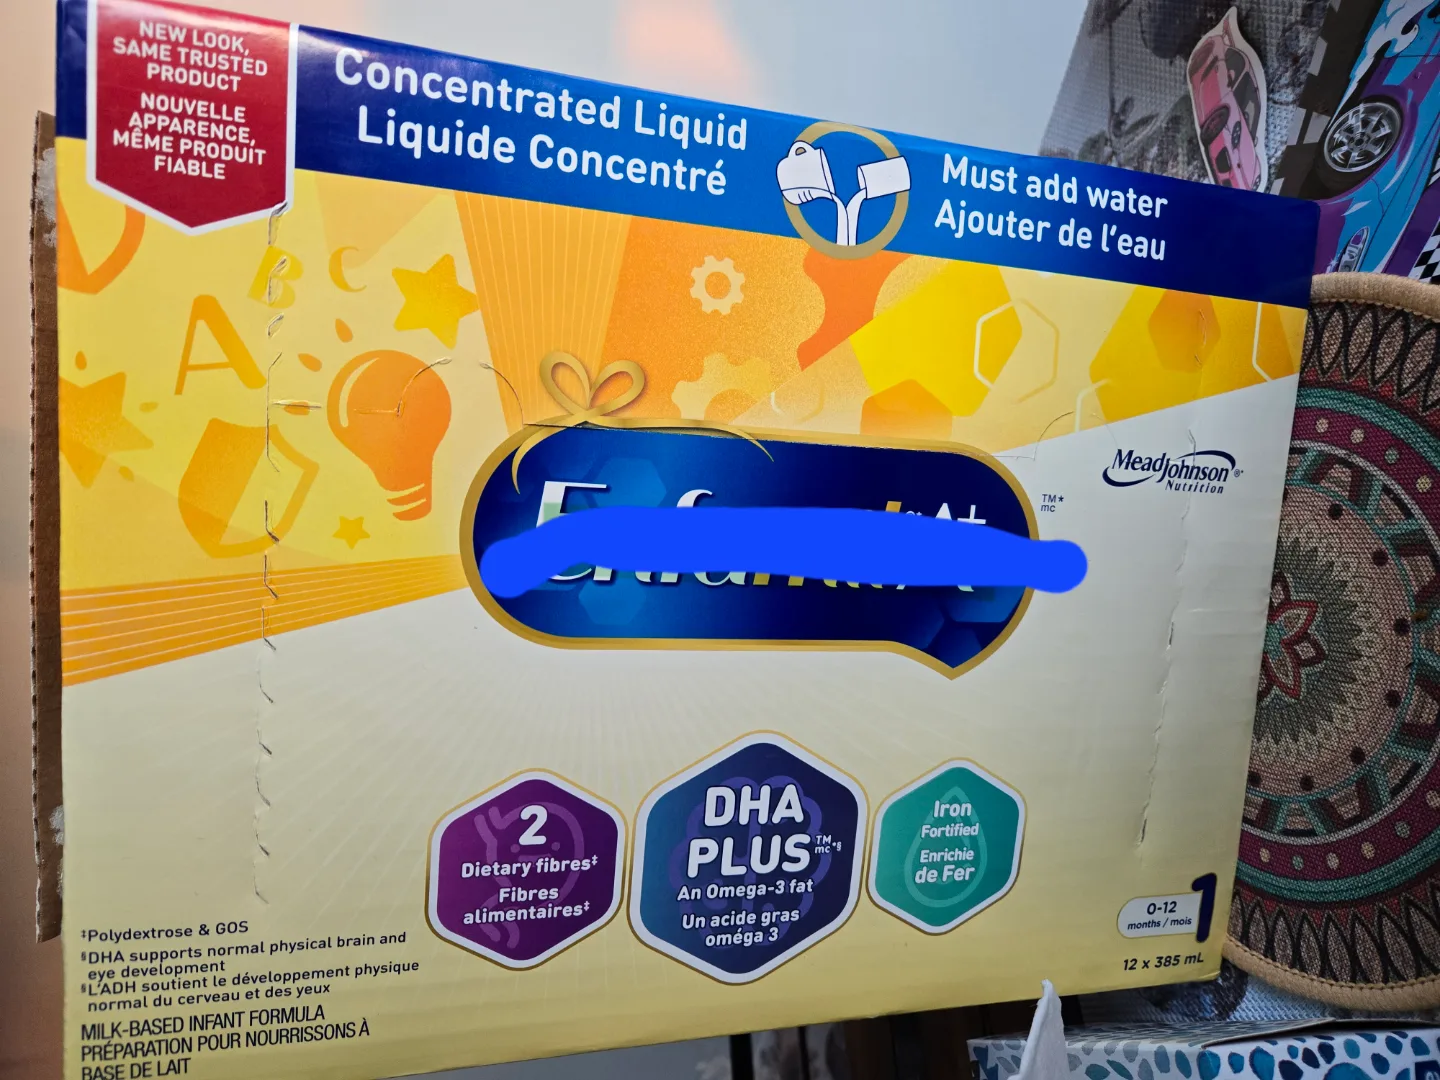 NEW LOOK,
SAME TRUSTED
PRODUCT
NOUVELLE
APPARENCE,
MÊME PRODUIT
FIABLE
Concentrated Liquid
Liquide Concentré
Must add water
Ajouter de l'eau
A B C
MeadJohnson®*
Nutrition
Enfamil A+
TM*
mc
2
Dietary fibres‡
Fibres
alimentaires‡
DHA
PLUS TM mc*§
An Omega-3 fat
Un acide gras
oméga 3
Iron
Fortified
Enrichie
de Fer
‡Polydextrose & GOS
§DHA supports normal physical brain and
eye development
§L'ADH soutient le développement physique
normal du cerveau et des yeux
MILK-BASED INFANT FORMULA
PRÉPARATION POUR NOURRISSONS À
BASE DE LAIT
0-12
months / mois
1
12 x 385 mL